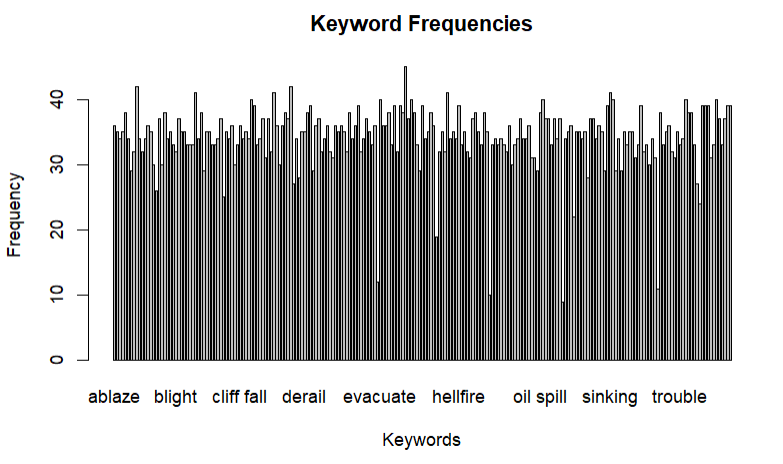 Keyword Frequencies
Frequency
40
30
20
10
0
ablaze blight cliff fall derail evacuate hellfire oil spill sinking trouble
Keywords